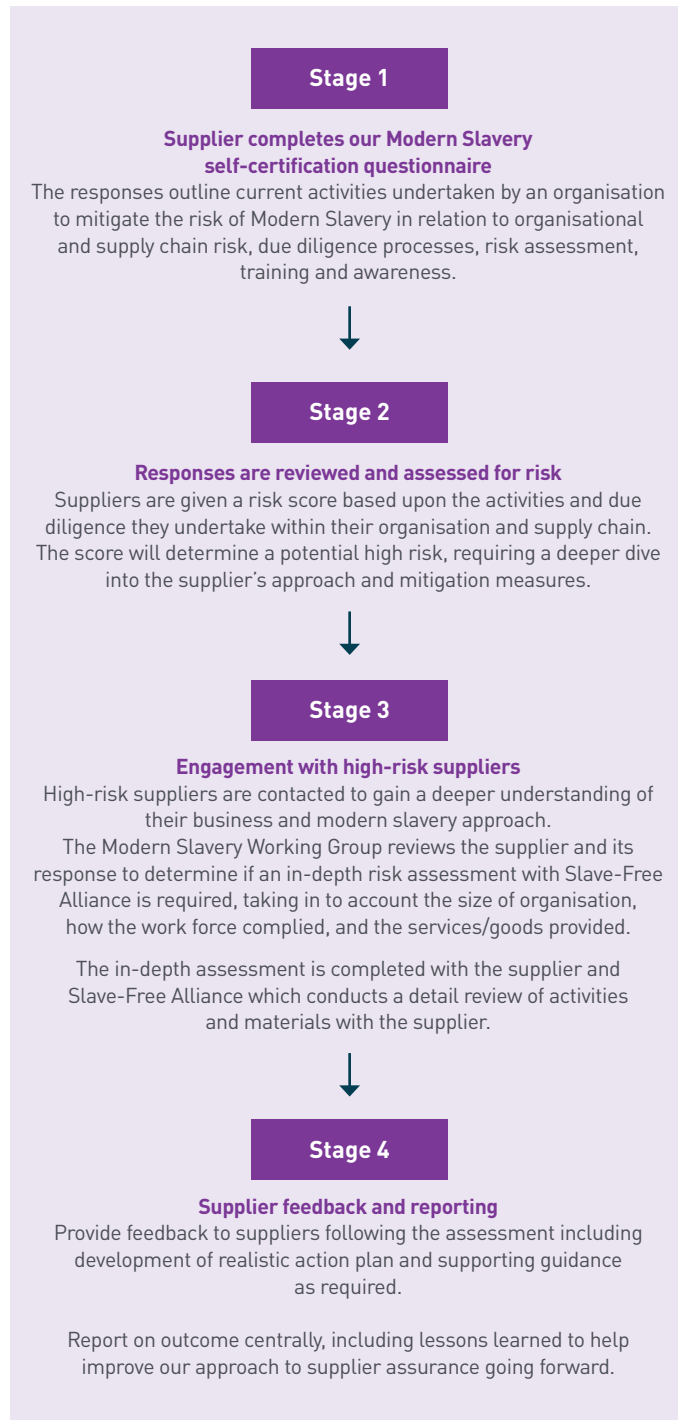 Stage 1
Supplier completes our Modern Slavery
self-certification questionnaire
The responses outline current activities undertaken by an organisation
to mitigate the risk of Modern Slavery in relation to organisational
and supply chain risk, due diligence processes, risk assessment,
training and awareness.
Stage 2
Responses are reviewed and assessed for risk
Suppliers are given a risk score based upon the activities and due
diligence they undertake within their organisation and supply chain.
The score will determine a potential high risk, requiring a deeper dive
into the supplier’s approach and mitigation measures.
Stage 3
Engagement with high-risk suppliers
High-risk suppliers are contacted to gain a deeper understanding of
their business and modern slavery approach.
The Modern Slavery Working Group reviews the supplier and its
response to determine if an in-depth risk assessment with Slave-Free
Alliance is required, taking in to account the size of organisation,
how the work force complied, and the services/goods provided.
The in-depth assessment is completed with the supplier and
Slave-Free Alliance which conducts a detail review of activities
and materials with the supplier.
Stage 4
Supplier feedback and reporting
Provide feedback to suppliers following the assessment including
development of realistic action plan and supporting guidance
as required.
Report on outcome centrally, including lessons learned to help
improve our approach to supplier assurance going forward.